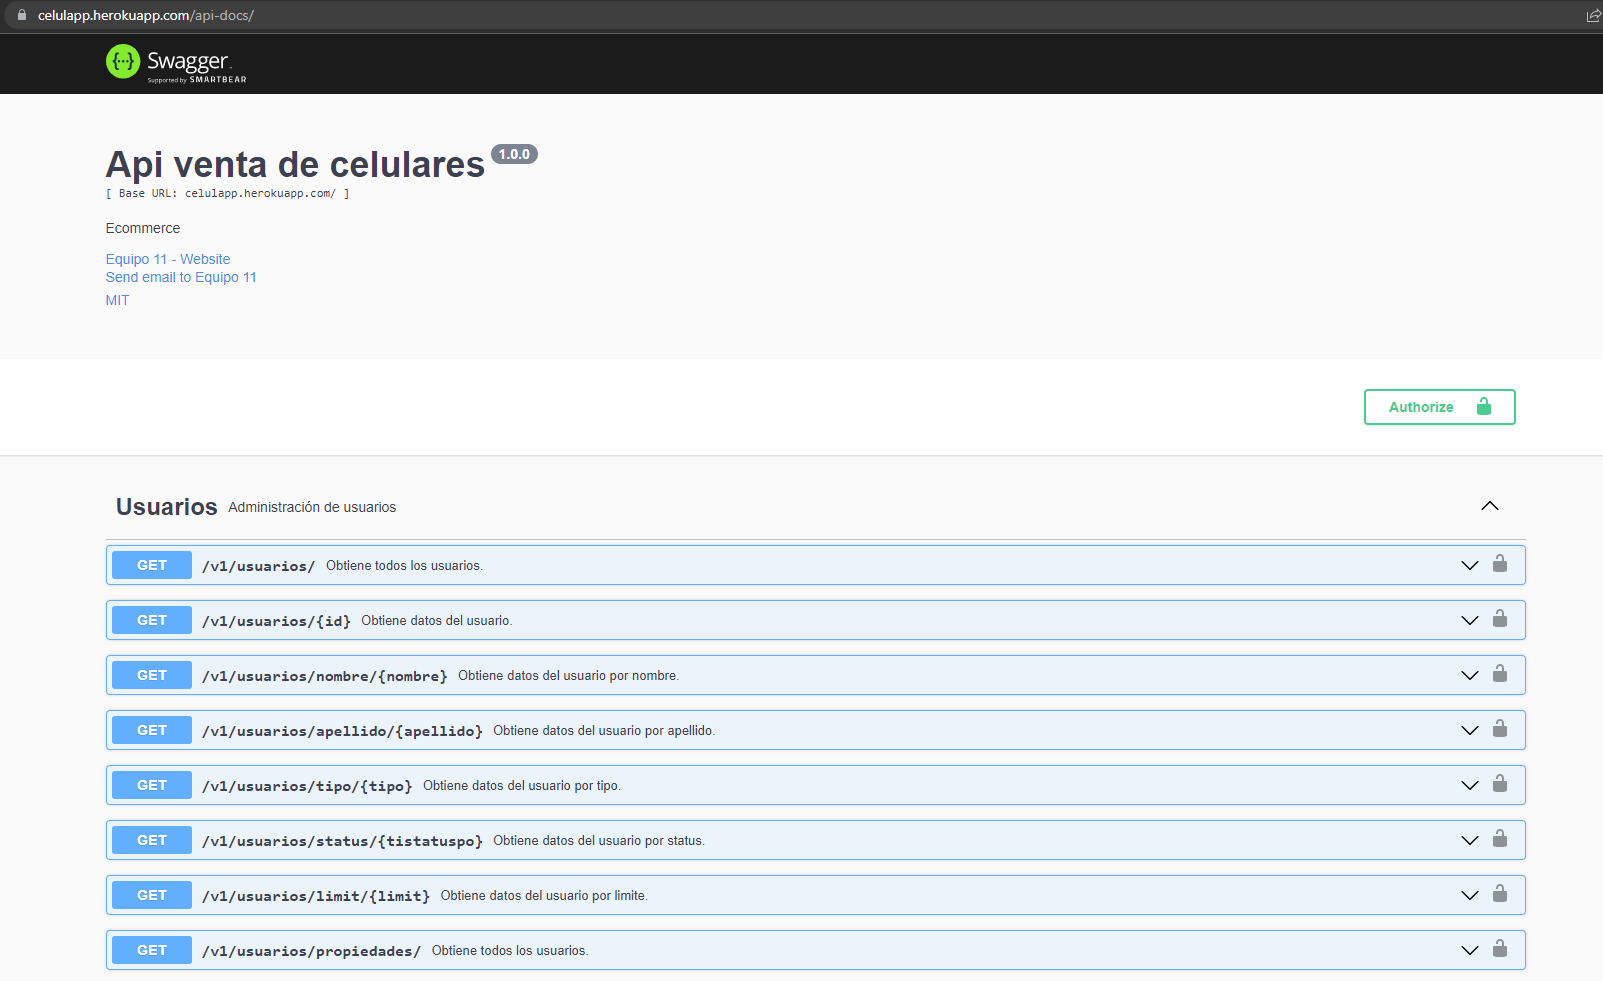 celulapp.herokuapp.com/api-docs/
Swagger
Supported by SMARTBEAR
Api venta de celulares 1.0.0
[ Base URL: celulapp.herokuapp.com/ ]
Ecommerce
Equipo 11 - Website
Send email to Equipo 11
MIT
Authorize
Usuarios Administración de usuarios
GET /v1/usuarios/ Obtiene todos los usuarios.
GET /v1/usuarios/{id} Obtiene datos del usuario.
GET /v1/usuarios/nombre/{nombre} Obtiene datos del usuario por nombre.
GET /v1/usuarios/apellido/{apellido} Obtiene datos del usuario por apellido.
GET /v1/usuarios/tipo/{tipo} Obtiene datos del usuario por tipo.
GET /v1/usuarios/status/{tistatuspo} Obtiene datos del usuario por status.
GET /v1/usuarios/limit/{limit} Obtiene datos del usuario por limite.
GET /v1/usuarios/propiedades/ Obtiene todos los usuarios.